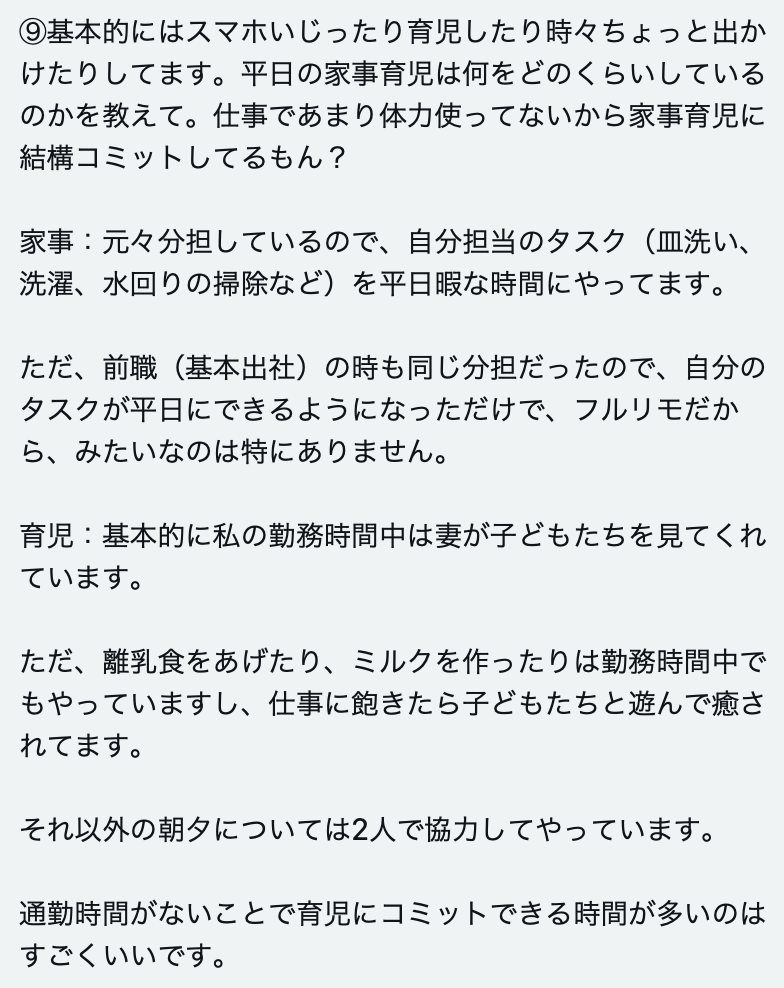 ⑨基本的にはスマホいじったり育児したり時々ちょっと出か
けたりしてます。平日の家事育児は何をどのくらいしている
のかを教えて。仕事であまり体力使ってないから家事育児に
結構コミットしてるもん？
家事：元々分担しているので、自分担当のタスク（皿洗い、
洗濯、水回りの掃除など）を平日暇な時間にやってます。
ただ、前職（基本出社）の時も同じ分担だったので、自分の
タスクが平日にできるようになっただけで、フルリモだか
ら、みたいなのは特にありません。
育児：基本的に私の勤務時間中は妻が子どもたちを見てくれ
ています。
ただ、離乳食をあげたり、ミルクを作ったりは勤務時間中で
もやっていますし、仕事に飽きたら子どもたちと遊んで癒さ
れてます。
それ以外の朝夕については2人で協力してやっています。
通勤時間がないことで育児にコミットできる時間が多いのは
すごくいいです。